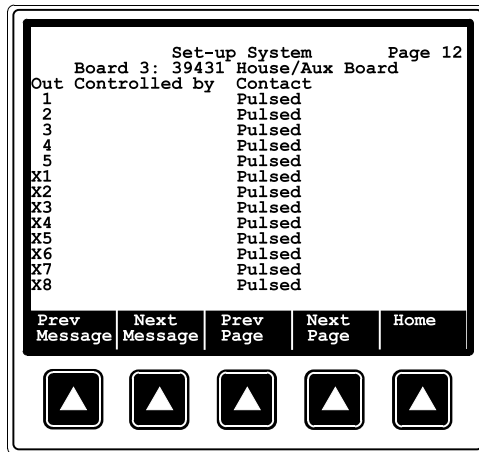 Set-up System Page 12
Board 3: 39431 House/Aux Board
Out Controlled by Contact
1 Pulsed
2 Pulsed
3 Pulsed
4 Pulsed
5 Pulsed
X1 Pulsed
X2 Pulsed
X3 Pulsed
X4 Pulsed
X5 Pulsed
X6 Pulsed
X7 Pulsed
X8 Pulsed
Prev Next Prev Next Home
Message Message Page Page